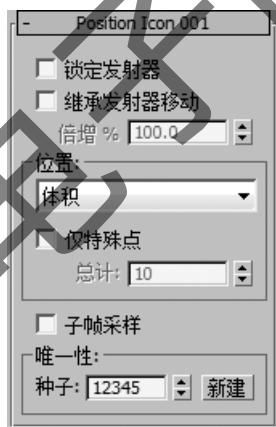 - Position Icon 001
锁定发射器
继承发射器移动
倍增 % 100.0
位置:
体积
仅特殊点
总计: 10
子帧采样
唯一性:
种子: 12345 新建